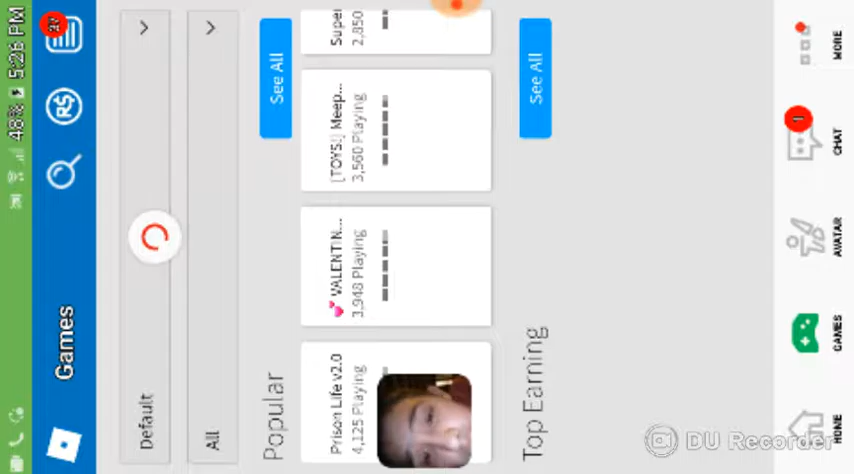 48% 5:26 PM
Games
R$
Default
All
Popular
See All
Prison Life v2.0
4,125 Playing
💕 VALENTIN...
3,948 Playing
[TOYS!] Meep...
3,560 Playing
Super
2,850
Top Earning
See All
HOME
GAMES
AVATAR
1
CHAT
MORE
DU Recorder